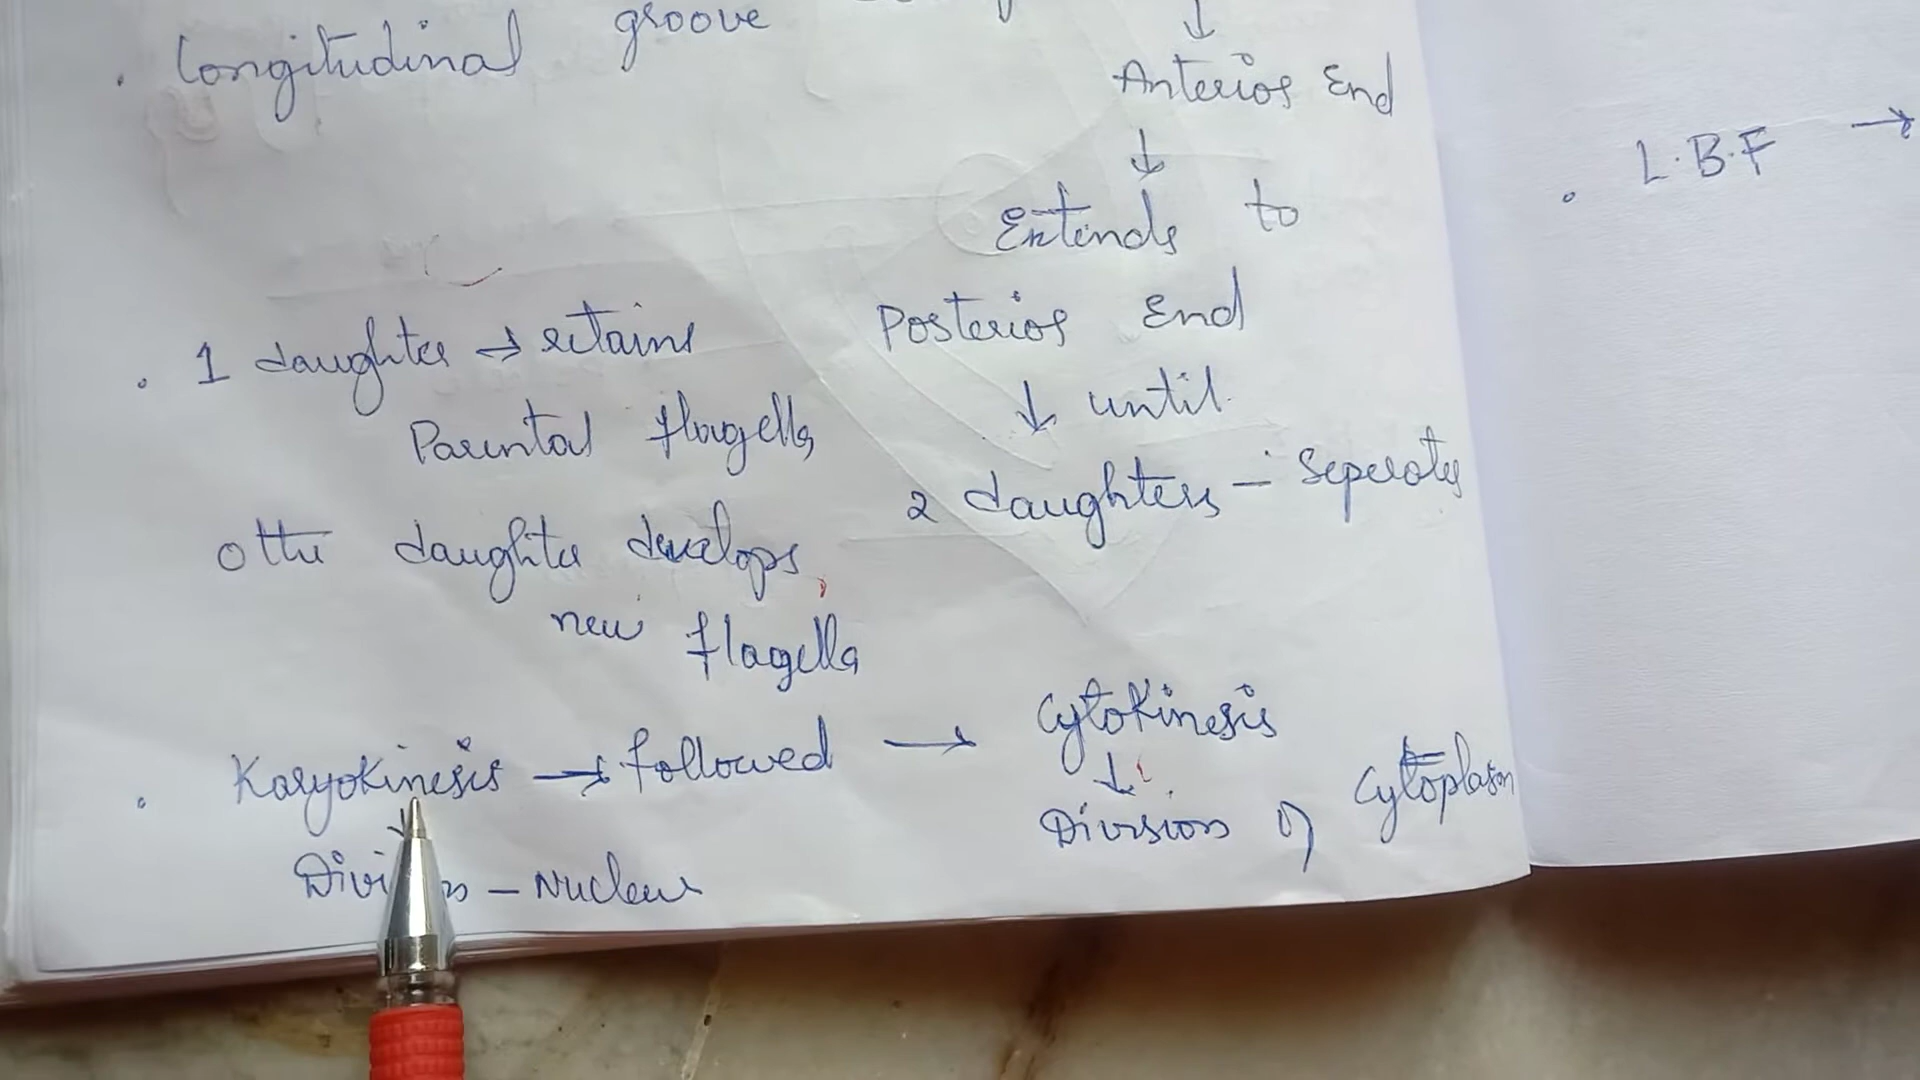 . Longitudinal groove
↓
Anterior End
↓
Extends to
Posterior End
↓ until
2 daughters – Seperates
. 1 daughter → retains
Parental flagella
other daughter develops
new flagella
. Karyokinesis → followed → Cytokinesis
↓
Division of Cytoplasm
– Nucleus
. L.B.F →